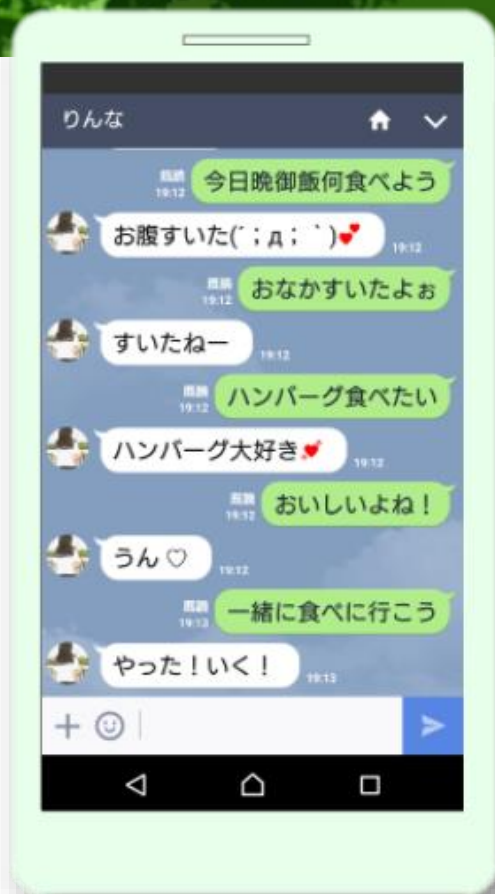 りんな
既読
19:12
今日晩御飯何食べよう
お腹すいた(´；д；｀)💕
19:12
既読
19:12
おなかすいたよぉ
すいたねー
19:12
既読
19:12
ハンバーグ食べたい
ハンバーグ大好き💘
19:12
既読
19:12
おいしいよね！
うん♡
19:12
既読
19:13
一緒に食べに行こう
やった！いく！
19:13